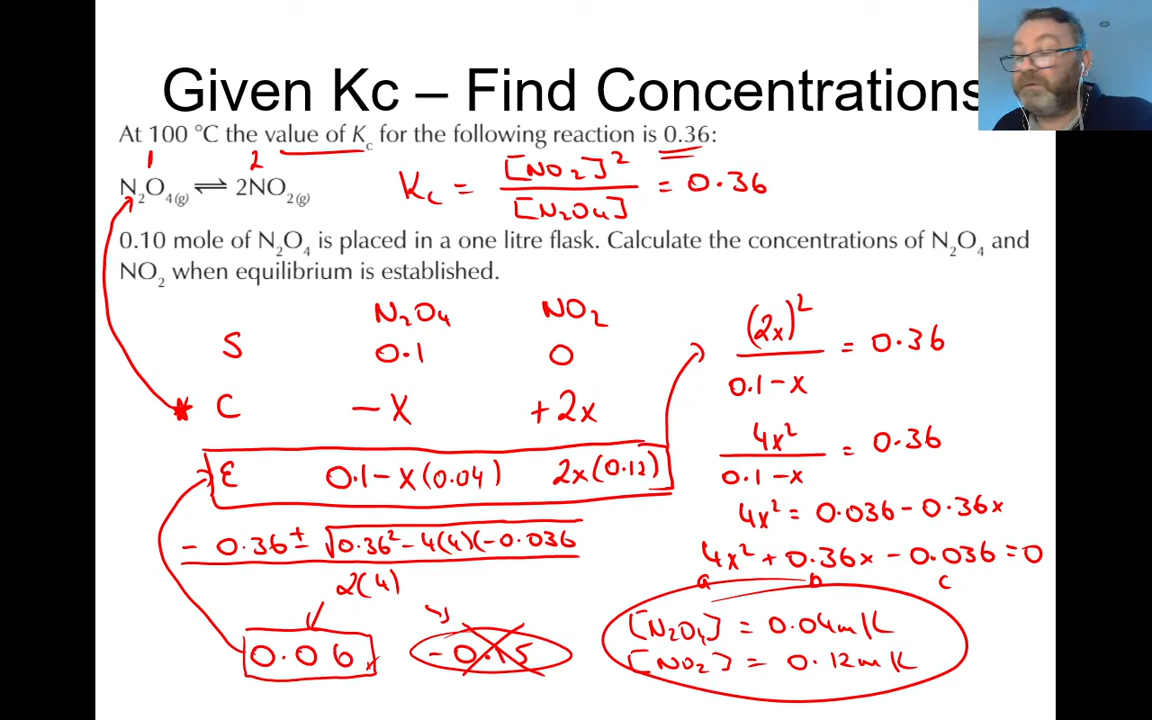 Given Kc – Find Concentrations
At 100 °C the value of Kc for the following reaction is 0.36:
1 2
N2O4(g) ⇌ 2NO2(g)
Kc = [NO2]² / [N2O4] = 0.36
0.10 mole of N2O4 is placed in a one litre flask. Calculate the concentrations of N2O4 and
NO2 when equilibrium is established.
N2O4 NO2
S 0.1 0
* C -x +2x
E 0.1-x(0.04) 2x(0.12)
(2x)² / 0.1-x = 0.36
4x² / 0.1-x = 0.36
4x² = 0.036 - 0.36x
4x² + 0.36x - 0.036 = 0
a b c
- 0.36 ± √0.36² - 4(4)(-0.036
2(4)
0.06 -0.15
[N2O4] = 0.04m/L
[NO2] = 0.12m/L